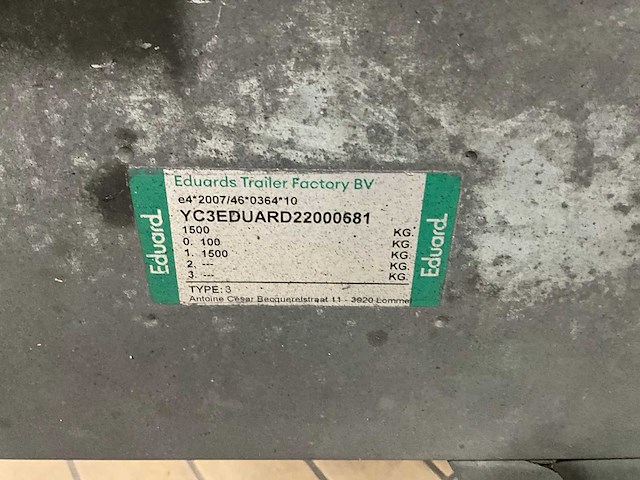 Eduards Trailer Factory BV
e4*2007/46*0364*10
YC3EDUARD22000681
1500 KG.
0. 100 KG.
1. 1500 KG.
2. --- KG.
3. --- KG.
TYPE: 3
Antoine César Becquerelstraat 11 - 3920 Lommel
Eduard
Eduard